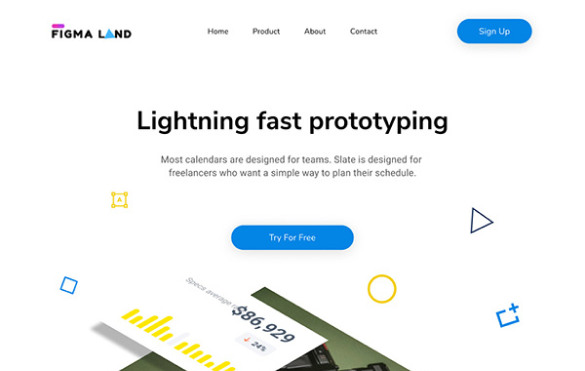 FIGMA LAND
Home
Product
About
Contact
Sign Up
Lightning fast prototyping
Most calendars are designed for teams. Slate is designed for
freelancers who want a simple way to plan their schedule.
Try For Free
Specs average
$86,929
24%